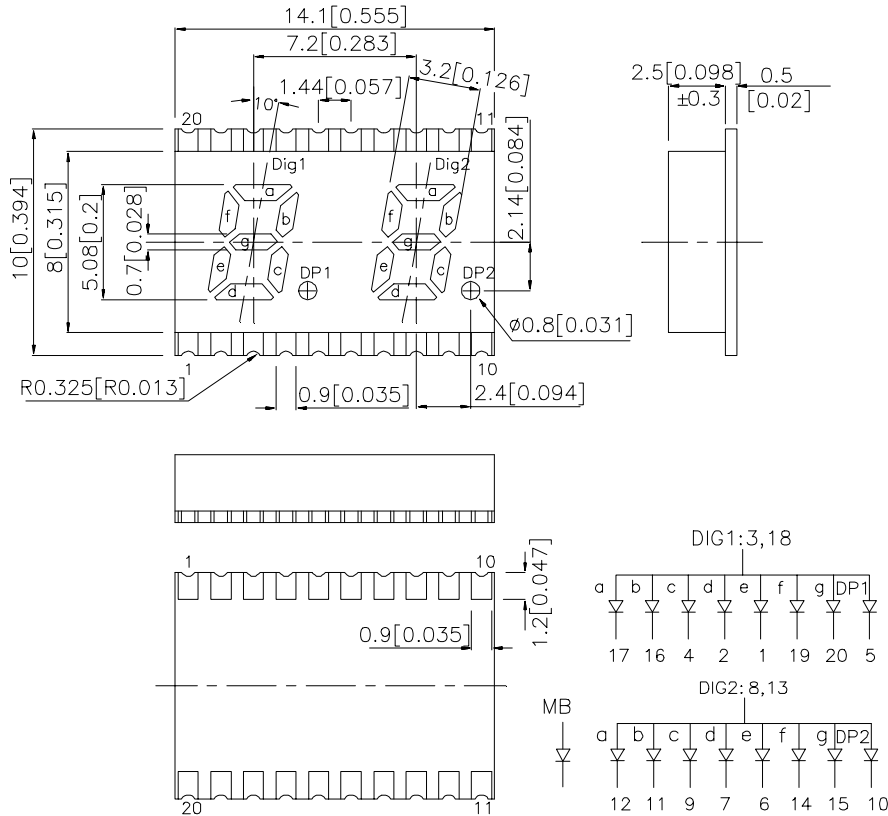 14.1[0.555]
7.2[0.283]
1.44[0.057]
3.2[0.126]
10°
2.5[0.098]
±0.3
0.5
[0.02]
20
11
Dig1
Dig2
a
f
b
g
e
c
d
DP1
a
f
b
g
e
c
d
DP2
10[0.394]
8[0.315]
5.08[0.2]
0.7[0.028]
2.14[0.084]
ø0.8[0.031]
1
10
R0.325[R0.013]
0.9[0.035]
2.4[0.094]
1
10
1.2[0.047]
0.9[0.035]
20
11
DIG1:3,18
a b c d e f g DP1
17 16 4 2 1 19 20 5
MB
DIG2:8,13
a b c d e f g DP2
12 11 9 7 6 14 15 10